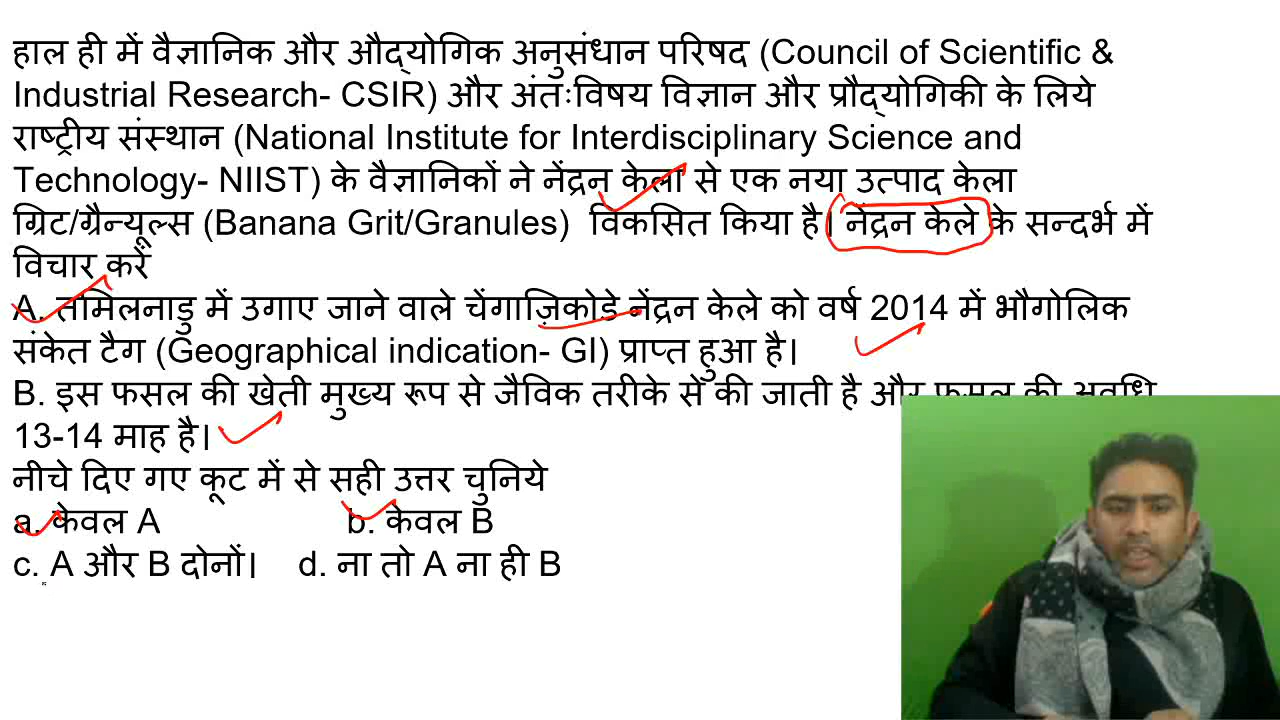 हाल ही में वैज्ञानिक और औद्योगिक अनुसंधान परिषद (Council of Scientific &
Industrial Research- CSIR) और अंतःविषय विज्ञान और प्रौद्योगिकी के लिये
राष्ट्रीय संस्थान (National Institute for Interdisciplinary Science and
Technology- NIIST) के वैज्ञानिकों ने नेंद्रन केला से एक नया उत्पाद केला
ग्रिट/ग्रैन्यूल्स (Banana Grit/Granules) विकसित किया है। नेंद्रन केले के सन्दर्भ में
विचार करें
A. तमिलनाडु में उगाए जाने वाले चेंगाज़िकोडे नेंद्रन केले को वर्ष 2014 में भौगोलिक
संकेत टैग (Geographical indication- GI) प्राप्त हुआ है।
B. इस फसल की खेती मुख्य रूप से जैविक तरीके से की जाती है और फसल की अवधि
13-14 माह है।
नीचे दिए गए कूट में से सही उत्तर चुनिये
a. केवल A b. केवल B
c. A और B दोनों। d. ना तो A ना ही B